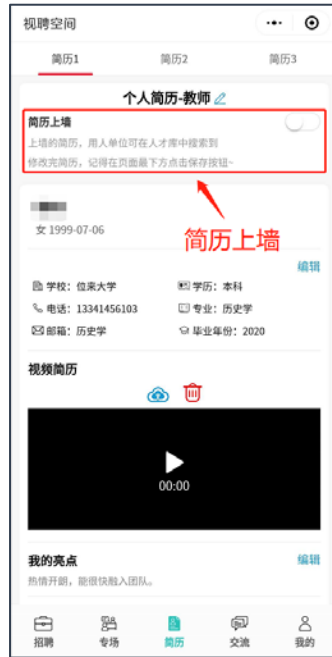 视聘空间
简历1 简历2 简历3
个人简历-教师
简历上墙
上墙的简历，用人单位可在人才库中搜索到
修改完简历，记得在页面最下方点击保存按钮~
女 1999-07-06
简历上墙
编辑
学校：位来大学 学历：本科
电话：13341456103 专业：历史学
邮箱：历史学 毕业年份：2020
视频简历
00:00
我的亮点 编辑
热情开朗，能很快融入团队。
招聘 专场 简历 交流 我的